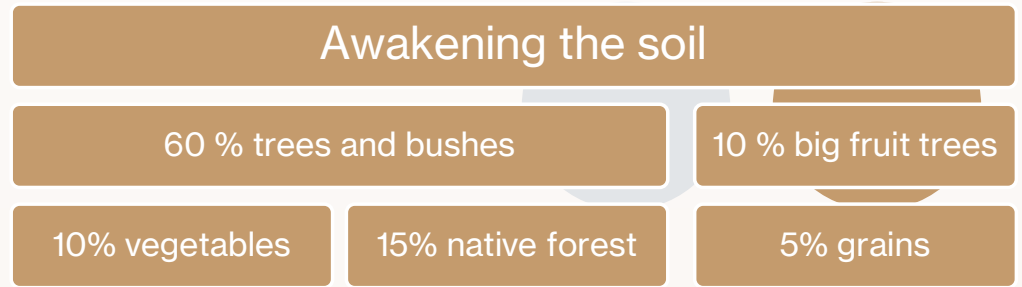 Awakening the soil
60 % trees and bushes
10 % big fruit trees
10% vegetables
15% native forest
5% grains